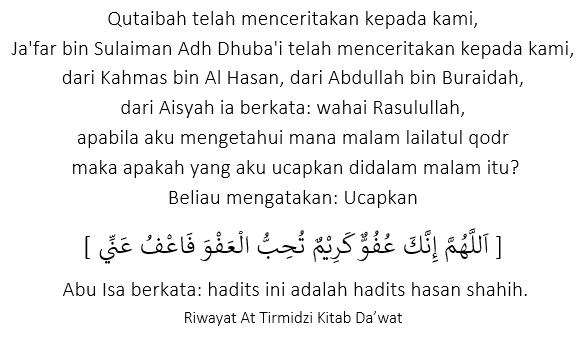 Qutaibah telah menceritakan kepada kami,
Ja'far bin Sulaiman Adh Dhuba'i telah menceritakan kepada kami,
dari Kahmas bin Al Hasan, dari Abdullah bin Buraidah,
dari Aisyah ia berkata: wahai Rasulullah,
apabila aku mengetahui mana malam lailatul qodr
maka apakah yang aku ucapkan didalam malam itu?
Beliau mengatakan: Ucapkan
[ اَللَّهُمَّ إِنَّكَ عُفُوٌّ كَرِيْمٌ تُحِبُّ الْعَفْوَ فَاعْفُ عَنِّي ]
Abu Isa berkata: hadits ini adalah hadits hasan shahih.
Riwayat At Tirmidzi Kitab Da’wat